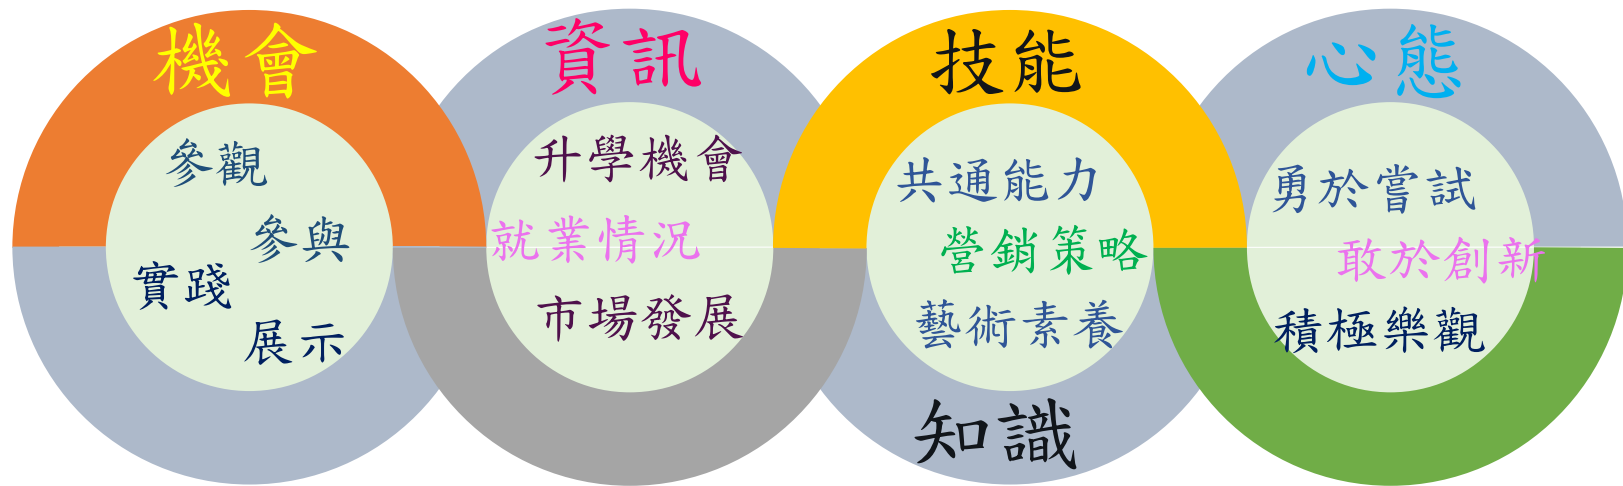 機會
參觀
參與
實踐
展示
資訊
升學機會
就業情況
市場發展
技能
共通能力
營銷策略
藝術素養
知識
心態
勇於嘗試
敢於創新
積極樂觀